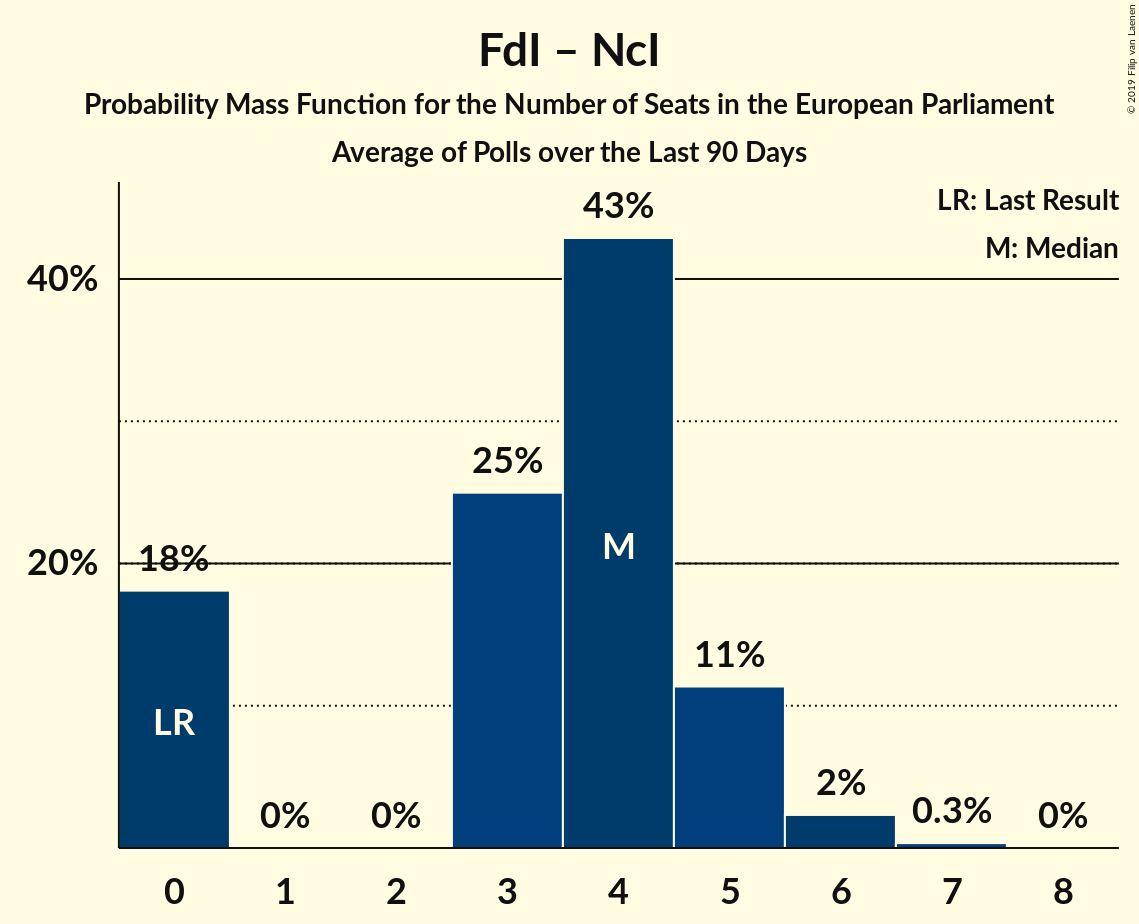 FdI – NcI
Probability Mass Function for the Number of Seats in the European Parliament
Average of Polls over the Last 90 Days
© 2019 Filip van Laenen
LR: Last Result
M: Median
43%
40%
25%
M
18%
20%
11%
LR
2%
0.3%
0%
0%
0%
0 1 2 3 4 5 6 7 8